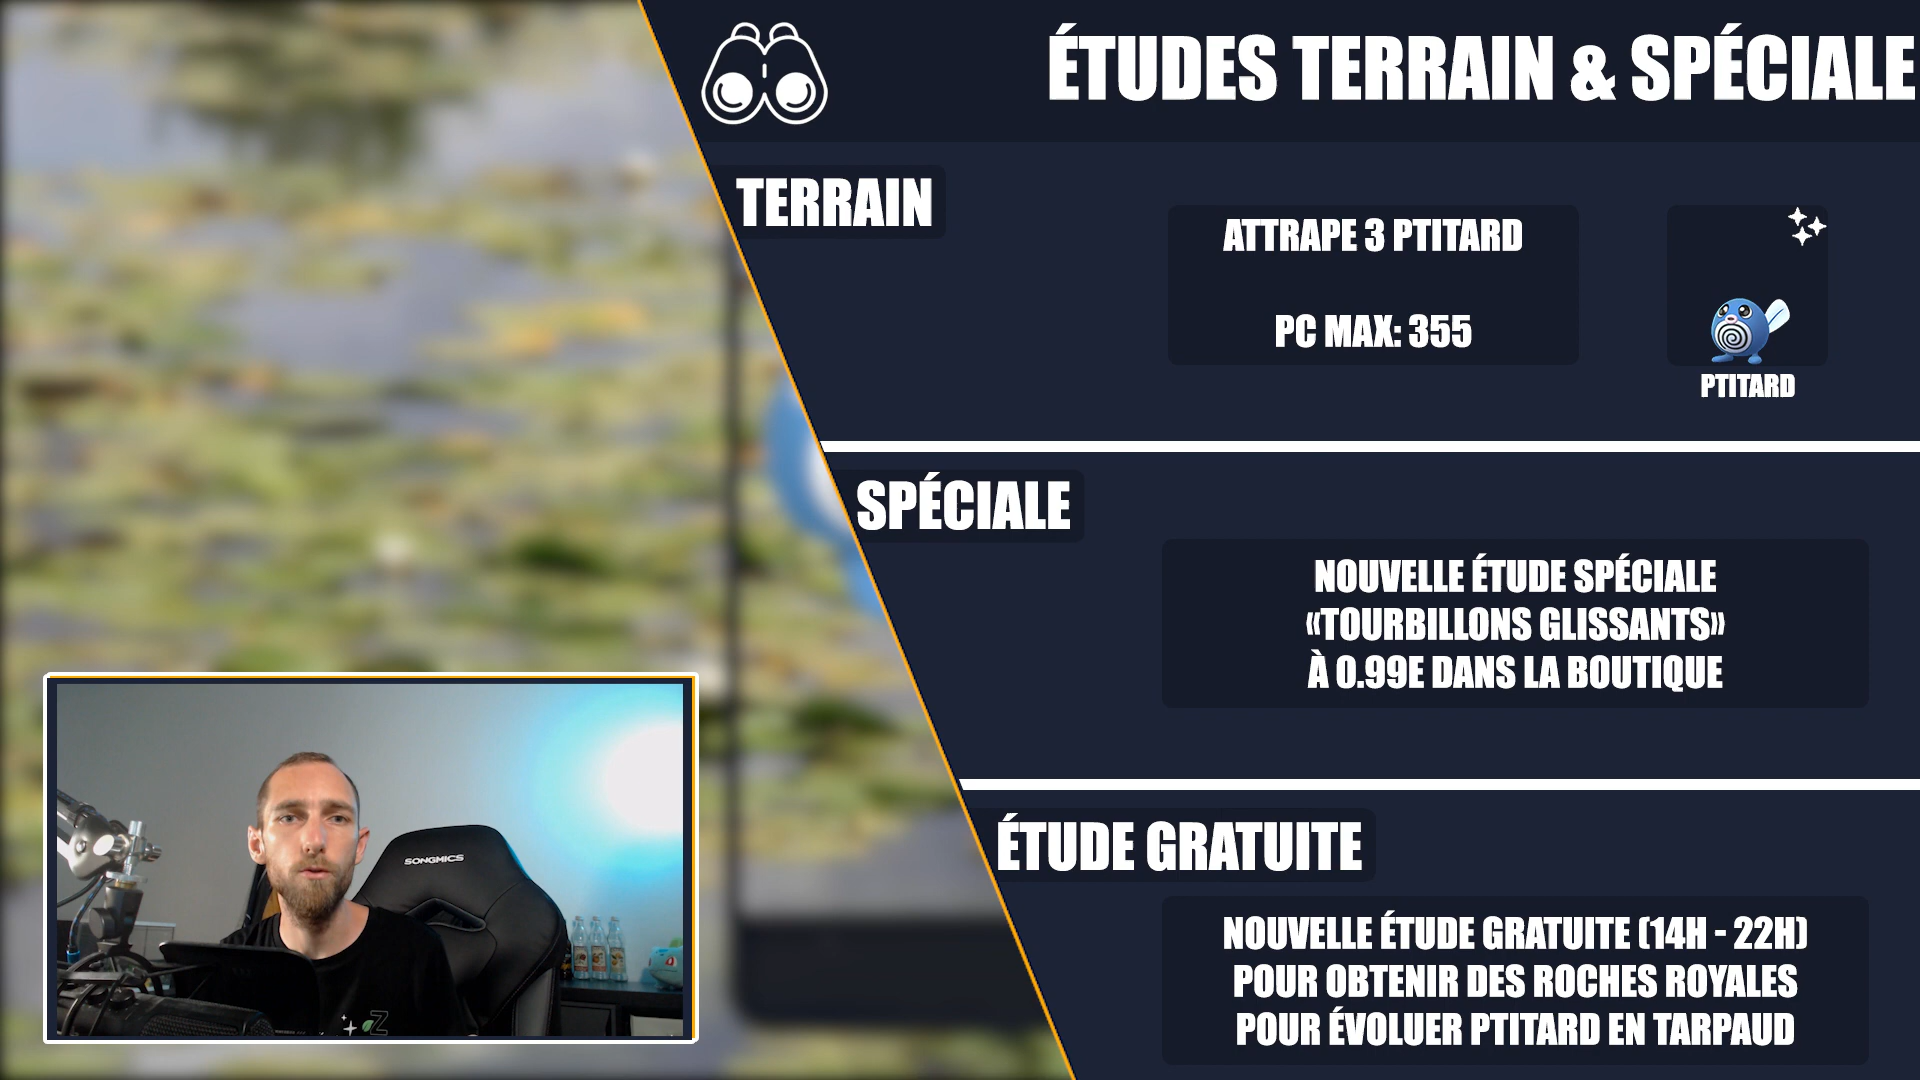 ÉTUDES TERRAIN & SPÉCIALE
TERRAIN
ATTRAPE 3 PTITARD
PC MAX: 355
PTITARD
SPÉCIALE
NOUVELLE ÉTUDE SPÉCIALE
«TOURBILLONS GLISSANTS»
À 0.99E DANS LA BOUTIQUE
ÉTUDE GRATUITE
NOUVELLE ÉTUDE GRATUITE (14H - 22H)
POUR OBTENIR DES ROCHES ROYALES
POUR ÉVOLUER PTITARD EN TARPAUD
SONGMICS
Z